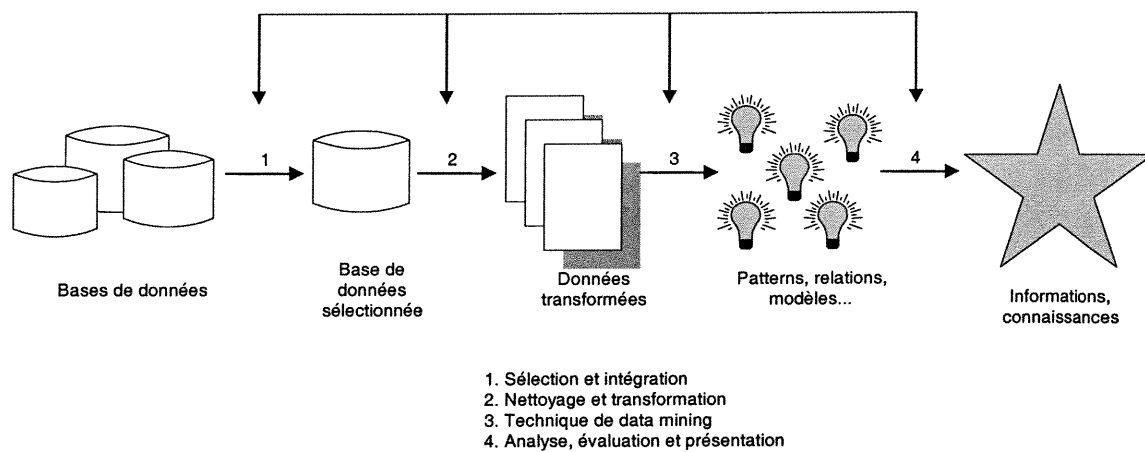 1
2
3
4
Bases de données
Base de
données
sélectionnée
Données
transformées
Patterns, relations,
modèles...
Informations,
connaissances
1. Sélection et intégration
2. Nettoyage et transformation
3. Technique de data mining
4. Analyse, évaluation et présentation